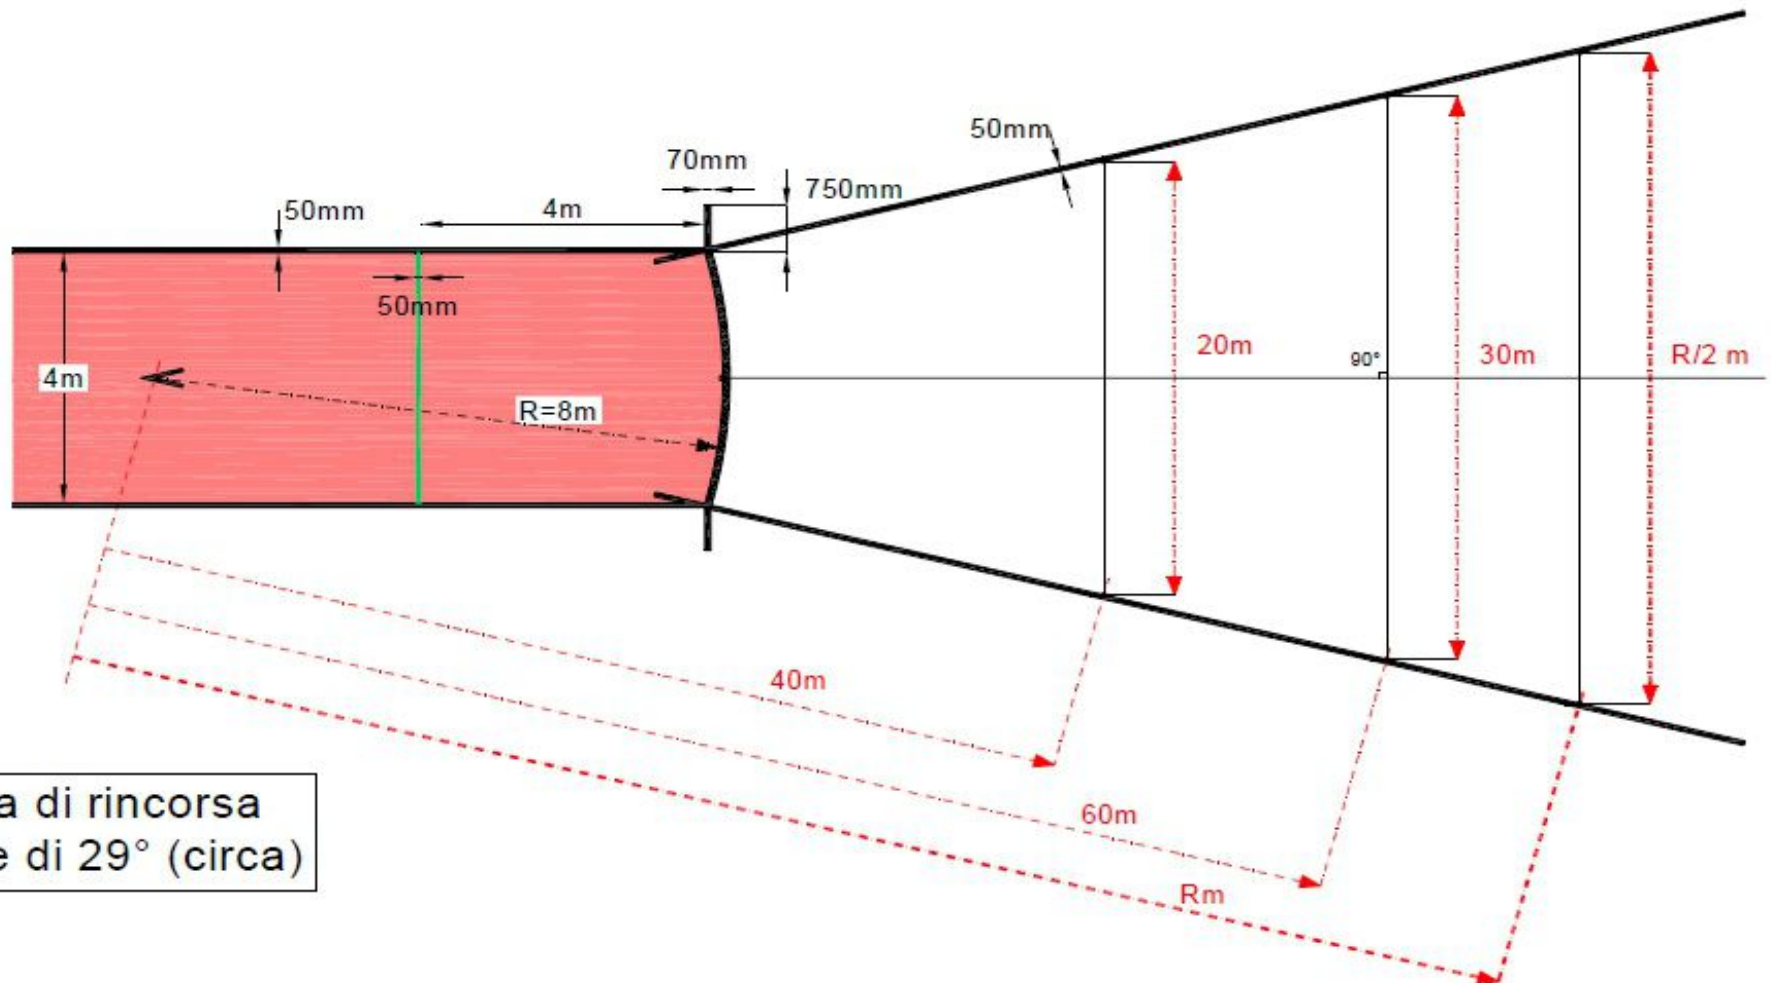 50mm
70mm
750mm
50mm
4m
50mm
20m
90°
30m
R/2 m
4m
R=8m
40m
60m
Rm
a di rincorsa
e di 29° (circa)